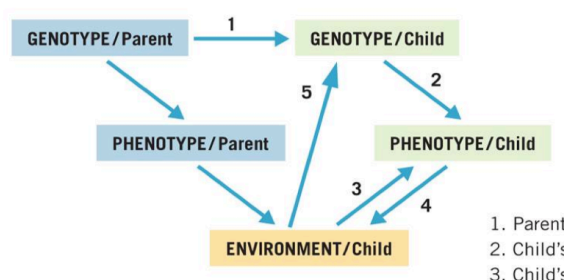 GENOTYPE/Parent
1
GENOTYPE/Child
5
2
PHENOTYPE/Parent
PHENOTYPE/Child
3
4
ENVIRONMENT/Child
1. Parent
2. Child's
3. Child's